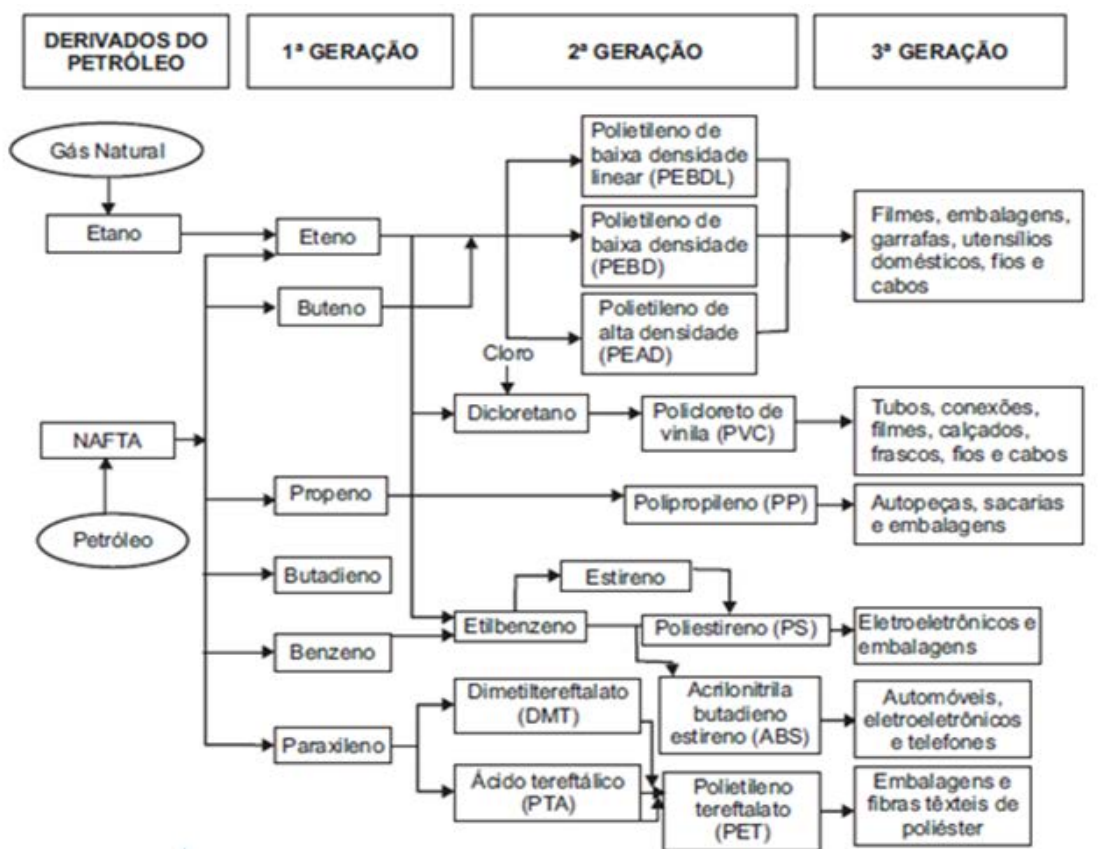 DERIVADOS DO
PETRÓLEO
1ª GERAÇÃO
2ª GERAÇÃO
3ª GERAÇÃO
Gás Natural
Etano
NAFTA
Petróleo
Eteno
Buteno
Propeno
Butadieno
Benzeno
Paraxileno
Polietileno de
baixa densidade
linear (PEBDL)
Polietileno de
baixa densidade
(PEBD)
Polietileno de
alta densidade
(PEAD)
Cloro
Dicloretano
Policloreto de
vinila (PVC)
Polipropileno (PP)
Estireno
Etilbenzeno
Poliestireno (PS)
Dimetiltereftalato
(DMT)
Acrilonitrila
butadieno
estireno (ABS)
Ácido tereftálico
(PTA)
Polietileno
tereftalato
(PET)
Filmes, embalagens,
garrafas, utensílios
domésticos, fios e
cabos
Tubos, conexões,
filmes, calçados,
frascos, fios e cabos
Autopeças, sacarias
e embalagens
Eletroeletrônicos e
embalagens
Automóveis,
eletroeletrônicos
e telefones
Embalagens e
fibras têxteis de
poliéster